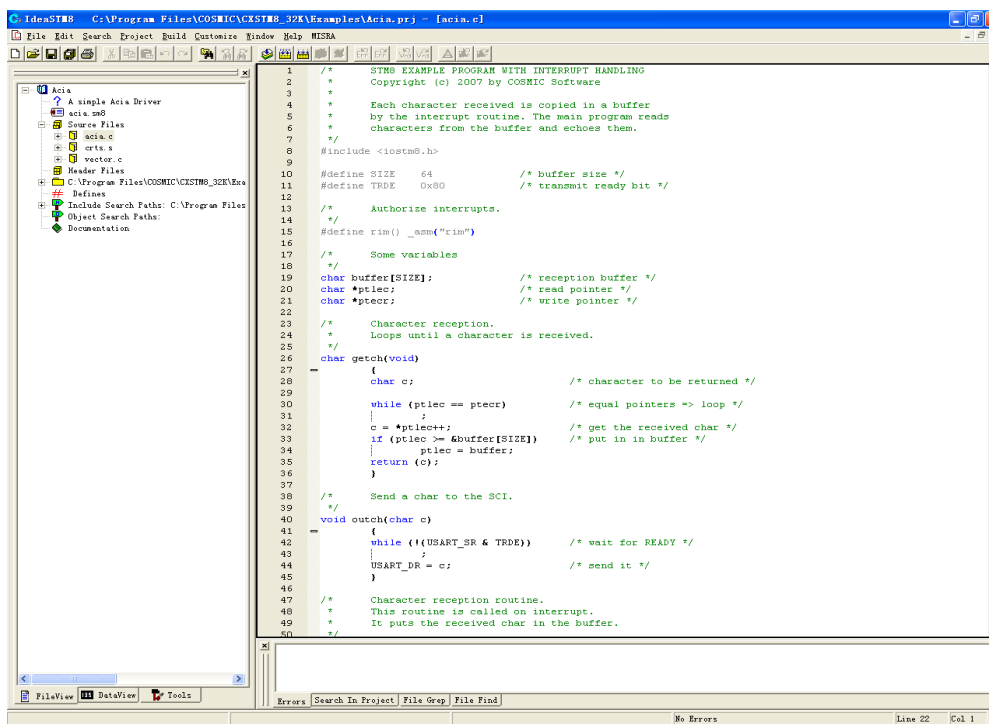 IdeaSTM8   C:\Program Files\COSMIC\CXSTM8_32K\Examples\Acia.prj - [acia.c]
File Edit Search Project Build Customize Window Help MISRA
Acia
A simple Acia Driver
acia.sm8
Source Files
acia.c
crts.s
vector.c
Header Files
C:\Program Files\COSMIC\CXSTM8_32K\Exa
Defines
Include Search Paths: C:\Program Files
Object Search Paths:
Documentation
FileView DataView Tools
1 /*      STM8 EXAMPLE PROGRAM WITH INTERRUPT HANDLING
2  *      Copyright (c) 2007 by COSMIC Software
3  *
4  *      Each character received is copied in a buffer
5  *      by the interrupt routine. The main program reads
6  *      characters from the buffer and echoes them.
7  */
8 #include <iostm8.h>
9
10 #define SIZE    64              /* buffer size */
11 #define TRDE    0x80            /* transmit ready bit */
12
13 /*      Authorize interrupts.
14  */
15 #define rim() _asm("rim")
16
17 /*      Some variables
18  */
19 char buffer[SIZE];              /* reception buffer */
20 char *ptlec;                    /* read pointer */
21 char *ptecr;                    /* write pointer */
22
23 /*      Character reception.
24  *      Loops until a character is received.
25  */
26 char getch(void)
27         {
28         char c;                 /* character to be returned */
29
30         while (ptlec == ptecr)  /* equal pointers => loop */
31                 ;
32         c = *ptlec++;           /* get the received char */
33         if (ptlec >= &buffer[SIZE])     /* put in in buffer */
34                 ptlec = buffer;
35         return (c);
36         }
37
38 /*      Send a char to the SCI.
39  */
40 void outch(char c)
41         {
42         while (!(USART_SR & TRDE))      /* wait for READY */
43                 ;
44         USART_DR = c;           /* send it */
45         }
46
47 /*      Character reception routine.
48  *      This routine is called on interrupt.
49  *      It puts the received char in the buffer.
50  */
Errors Search In Project File Grep File Find
No Errors Line 22 Col 1